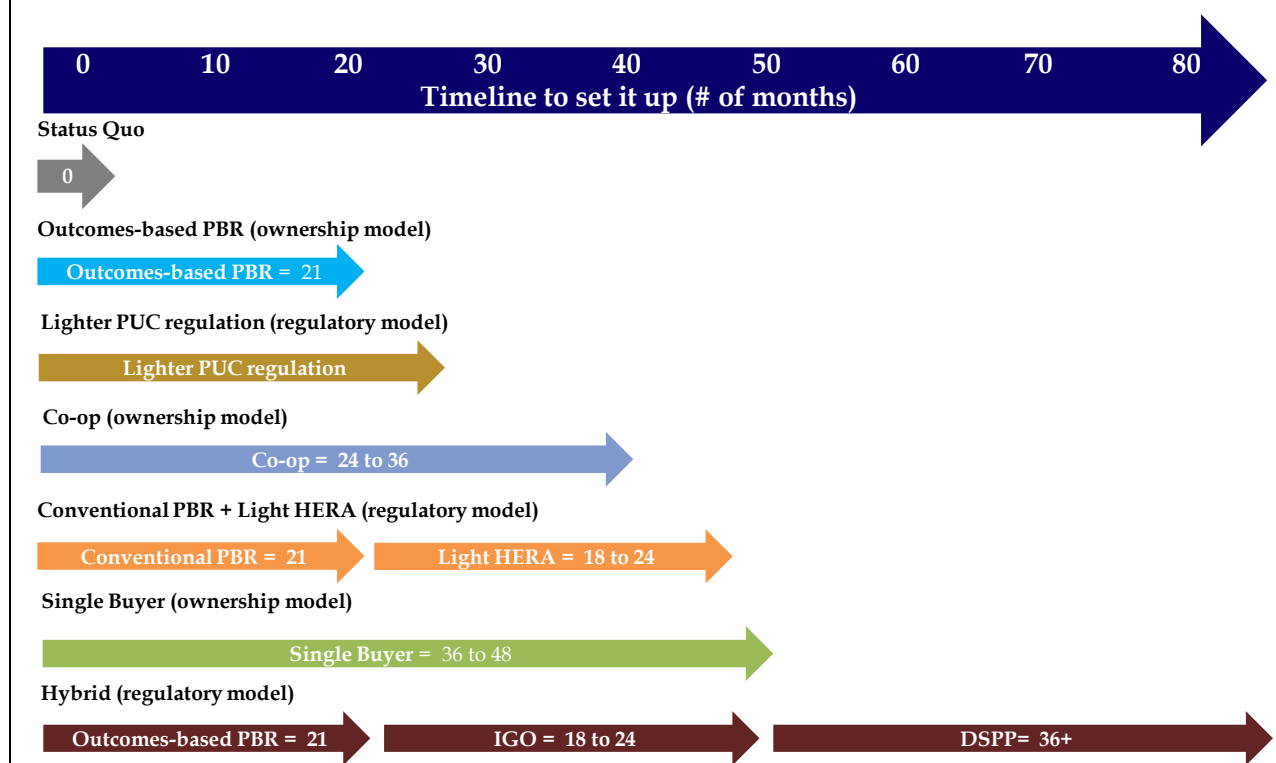 0 10 20 30 40 50 60 70 80
Timeline to set it up (# of months)
Status Quo
0
Outcomes-based PBR (ownership model)
Outcomes-based PBR = 21
Lighter PUC regulation (regulatory model)
Lighter PUC regulation
Co-op (ownership model)
Co-op = 24 to 36
Conventional PBR + Light HERA (regulatory model)
Conventional PBR = 21 Light HERA = 18 to 24
Single Buyer (ownership model)
Single Buyer = 36 to 48
Hybrid (regulatory model)
Outcomes-based PBR = 21 IGO = 18 to 24 DSPP= 36+